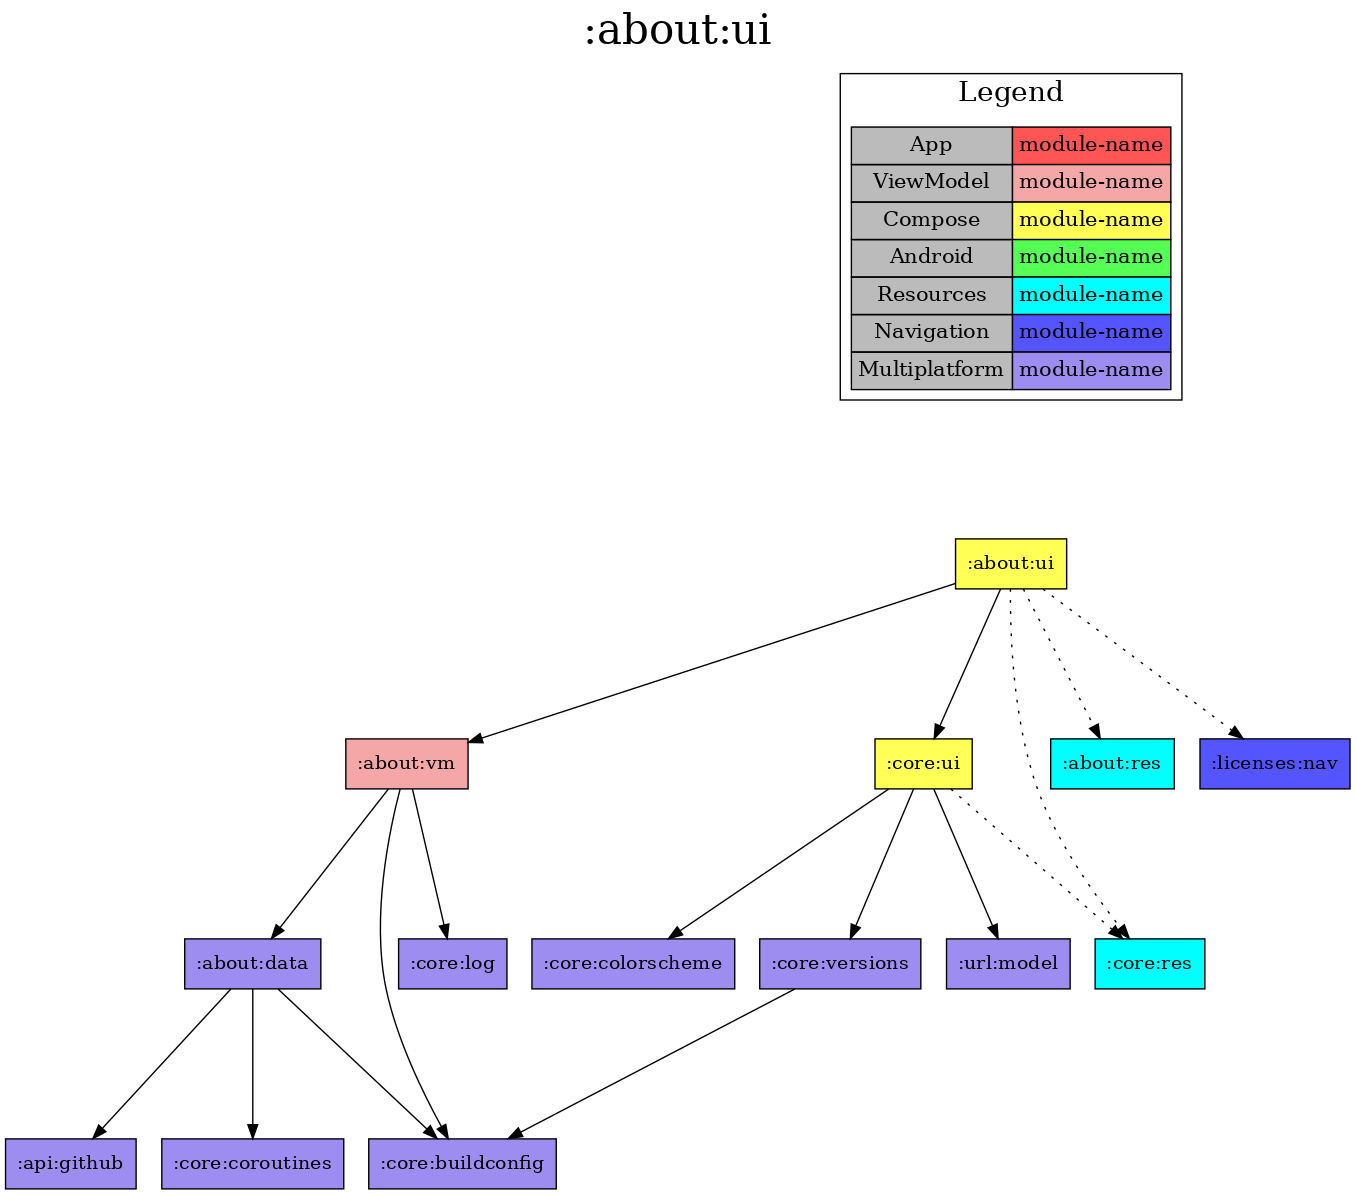 :about:ui
Legend
App module-name
ViewModel module-name
Compose module-name
Android module-name
Resources module-name
Navigation module-name
Multiplatform module-name
:about:ui
:about:vm
:core:ui
:about:res
:licenses:nav
:about:data
:core:log
:core:colorscheme
:core:versions
:url:model
:core:res
:api:github
:core:coroutines
:core:buildconfig